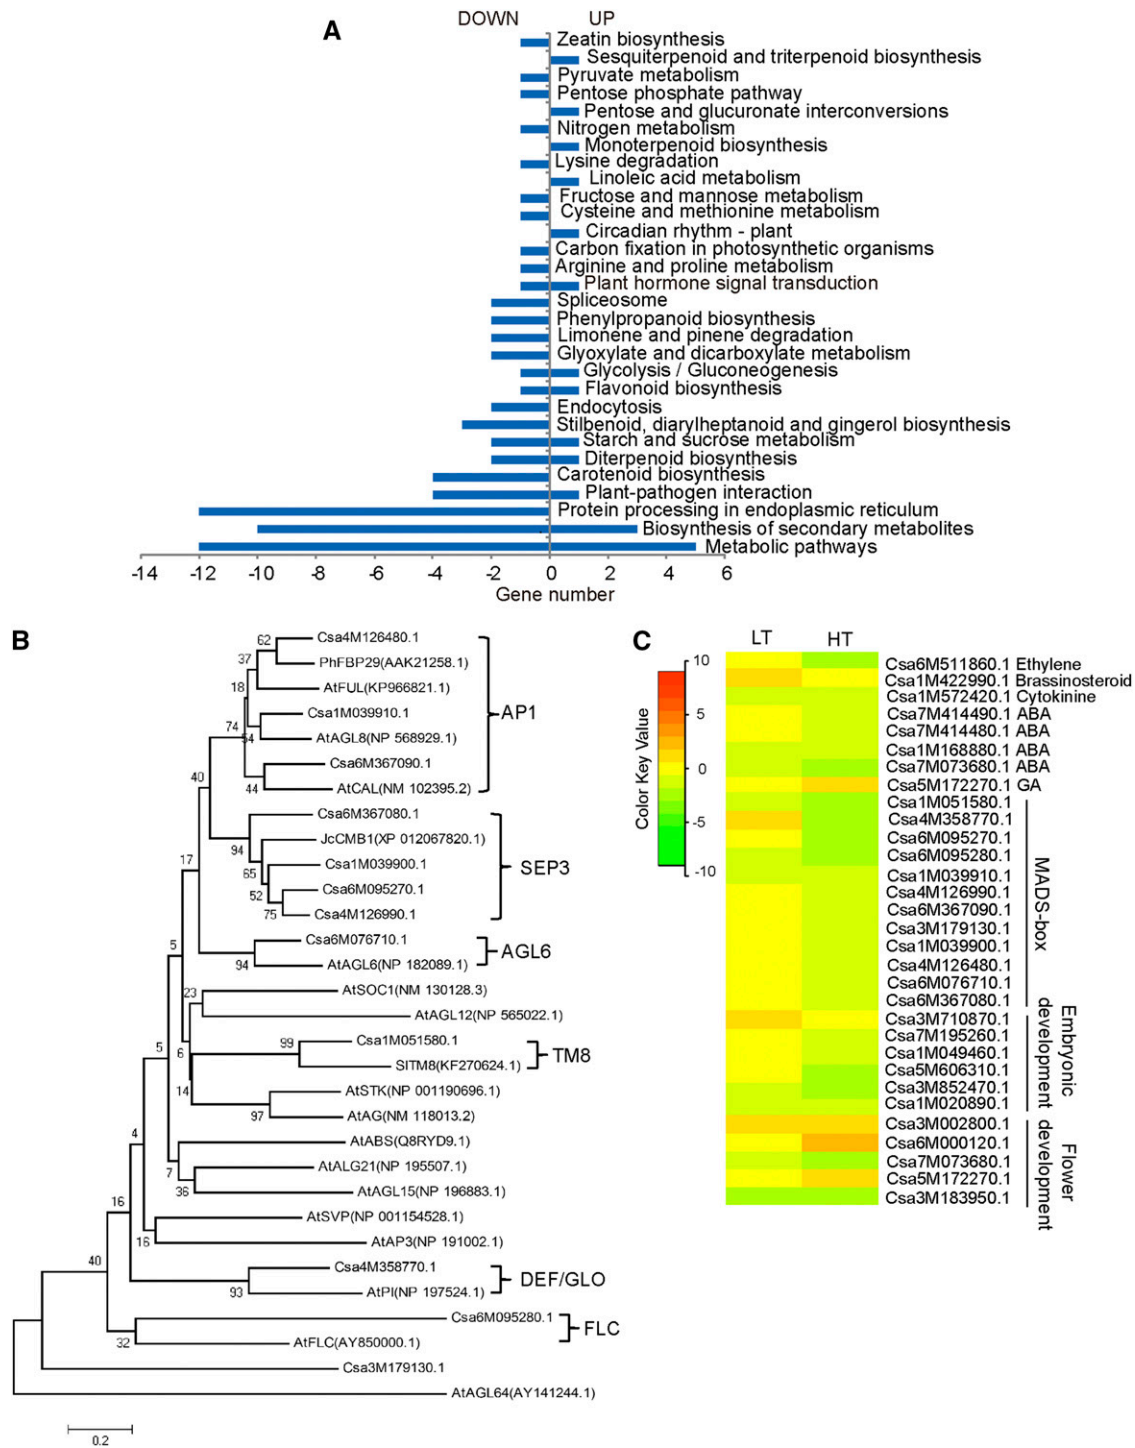 A
DOWN UP
Zeatin biosynthesis
Sesquiterpenoid and triterpenoid biosynthesis
Pyruvate metabolism
Pentose phosphate pathway
Pentose and glucuronate interconversions
Nitrogen metabolism
Monoterpenoid biosynthesis
Lysine degradation
Linoleic acid metabolism
Fructose and mannose metabolism
Cysteine and methionine metabolism
Circadian rhythm - plant
Carbon fixation in photosynthetic organisms
Arginine and proline metabolism
Plant hormone signal transduction
Spliceosome
Phenylpropanoid biosynthesis
Limonene and pinene degradation
Glyoxylate and dicarboxylate metabolism
Glycolysis / Gluconeogenesis
Flavonoid biosynthesis
Endocytosis
Stilbenoid, diarylheptanoid and gingerol biosynthesis
Starch and sucrose metabolism
Diterpenoid biosynthesis
Carotenoid biosynthesis
Plant-pathogen interaction
Protein processing in endoplasmic reticulum
Biosynthesis of secondary metabolites
Metabolic pathways
-14 -12 -10 -8 -6 -4 -2 0 2 4 6
Gene number
B
62 Csa4M126480.1
37 PhFBP29(AAK21258.1)
18 AtFUL(KP966821.1)
Csa1M039910.1
AP1
74 54 AtAGL8(NP 568929.1)
Csa6M367090.1
40 44 AtCAL(NM 102395.2)
Csa6M367080.1
94 JcCMB1(XP 012067820.1)
65 Csa1M039900.1
SEP3
17 52 Csa6M095270.1
75 Csa4M126990.1
Csa6M076710.1
AGL6
5 94 AtAGL6(NP 182089.1)
23 AtSOC1(NM 130128.3)
AtAGL12(NP 565022.1)
5 6 99 Csa1M051580.1
TM8
SlTM8(KF270624.1)
14 AtSTK(NP 001190696.1)
97 AtAG(NM 118013.2)
4 AtABS(Q8RYD9.1)
7 AtALG21(NP 195507.1)
36 AtAGL15(NP 196883.1)
16 AtSVP(NP 001154528.1)
16 AtAP3(NP 191002.1)
40 Csa4M358770.1
DEF/GLO
93 AtPI(NP 197524.1)
Csa6M095280.1
FLC
32 AtFLC(AY850000.1)
Csa3M179130.1
AtAGL64(AY141244.1)
0.2
C
LT HT
Color Key Value
10
5
0
-5
-10
Csa6M511860.1 Ethylene
Csa1M422990.1 Brassinosteroid
Csa1M572420.1 Cytokinine
Csa7M414490.1 ABA
Csa7M414480.1 ABA
Csa1M168880.1 ABA
Csa7M073680.1 ABA
Csa5M172270.1 GA
Csa1M051580.1
Csa4M358770.1
Csa6M095270.1
Csa6M095280.1
Csa1M039910.1
Csa4M126990.1
Csa6M367090.1
Csa3M179130.1
Csa1M039900.1
Csa4M126480.1
Csa6M076710.1
Csa6M367080.1
MADS-box
Csa3M710870.1
Csa7M195260.1
Csa1M049460.1
Csa5M606310.1
Csa3M852470.1
Csa1M020890.1
Embryonic
development
Csa3M002800.1
Csa6M000120.1
Csa7M073680.1
Csa5M172270.1
Csa3M183950.1
Flower
development